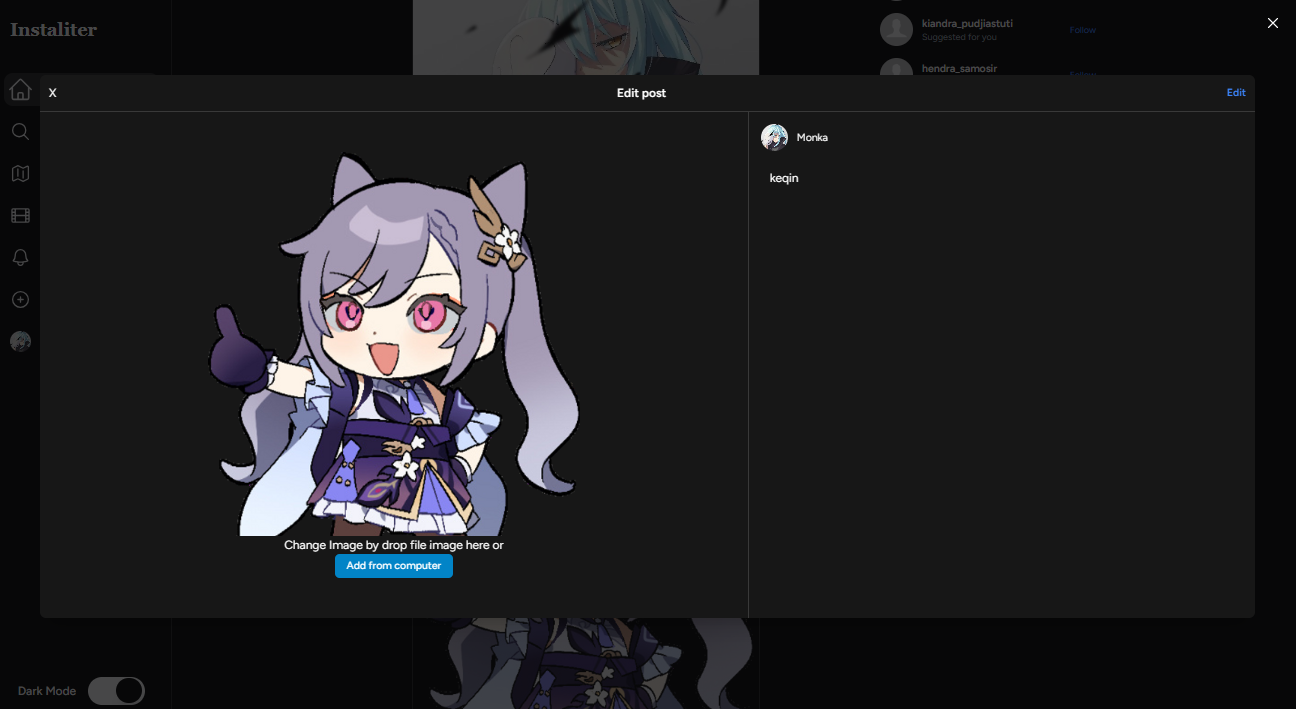 Instaliter
kiandra_pudjiastuti
Suggested for you
Follow
hendra_samosir
Follow
X
Edit post
Edit
Monka
keqin
Change Image by drop file image here or
Add from computer
Dark Mode